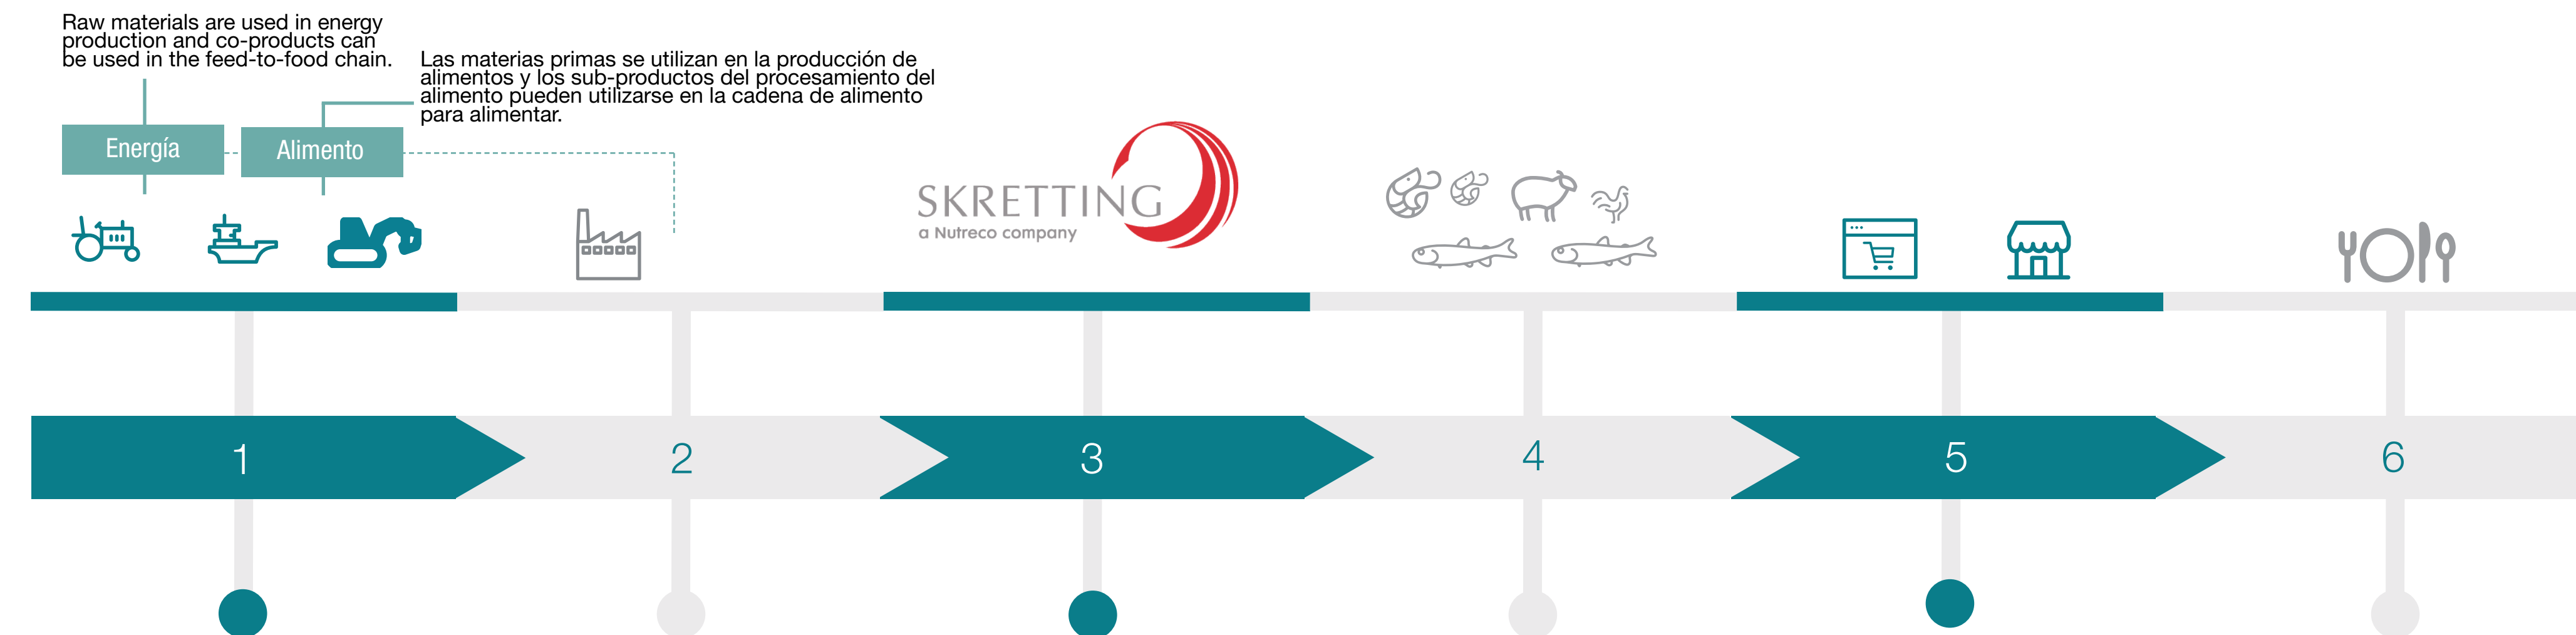 Raw materials are used in energy
production and co-products can
be used in the feed-to-food chain.
Las materias primas se utilizan en la producción de
alimentos y los sub-productos del procesamiento del
alimento pueden utilizarse en la cadena de alimento
para alimentar.
Energía
Alimento
SKRETTING
a Nutreco company
1
2
3
4
5
6